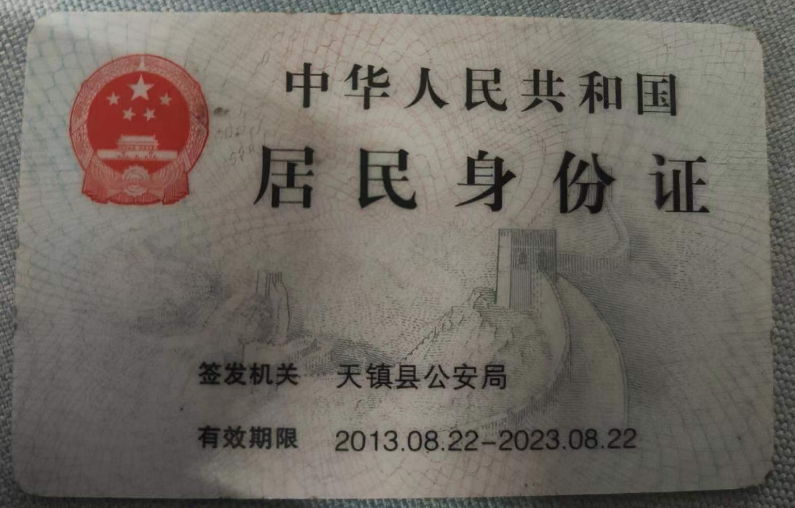 中华人民共和国
居民身份证
签发机关 天镇县公安局
有效期限 2013.08.22-2023.08.22